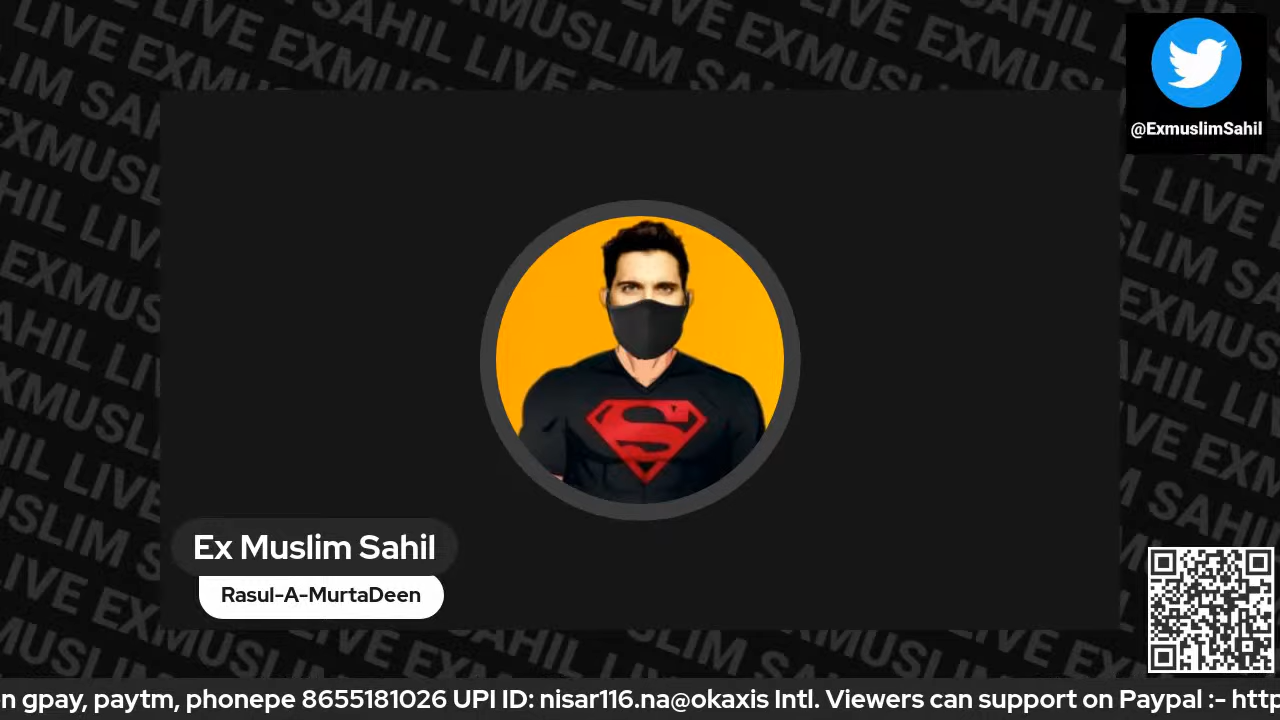 @ExmuslimSahil
Ex Muslim Sahil
Rasul-A-MurtaDeen
n gpay, paytm, phonepe 8655181026 UPI ID: nisar116.na@okaxis Intl. Viewers can support on Paypal :- http